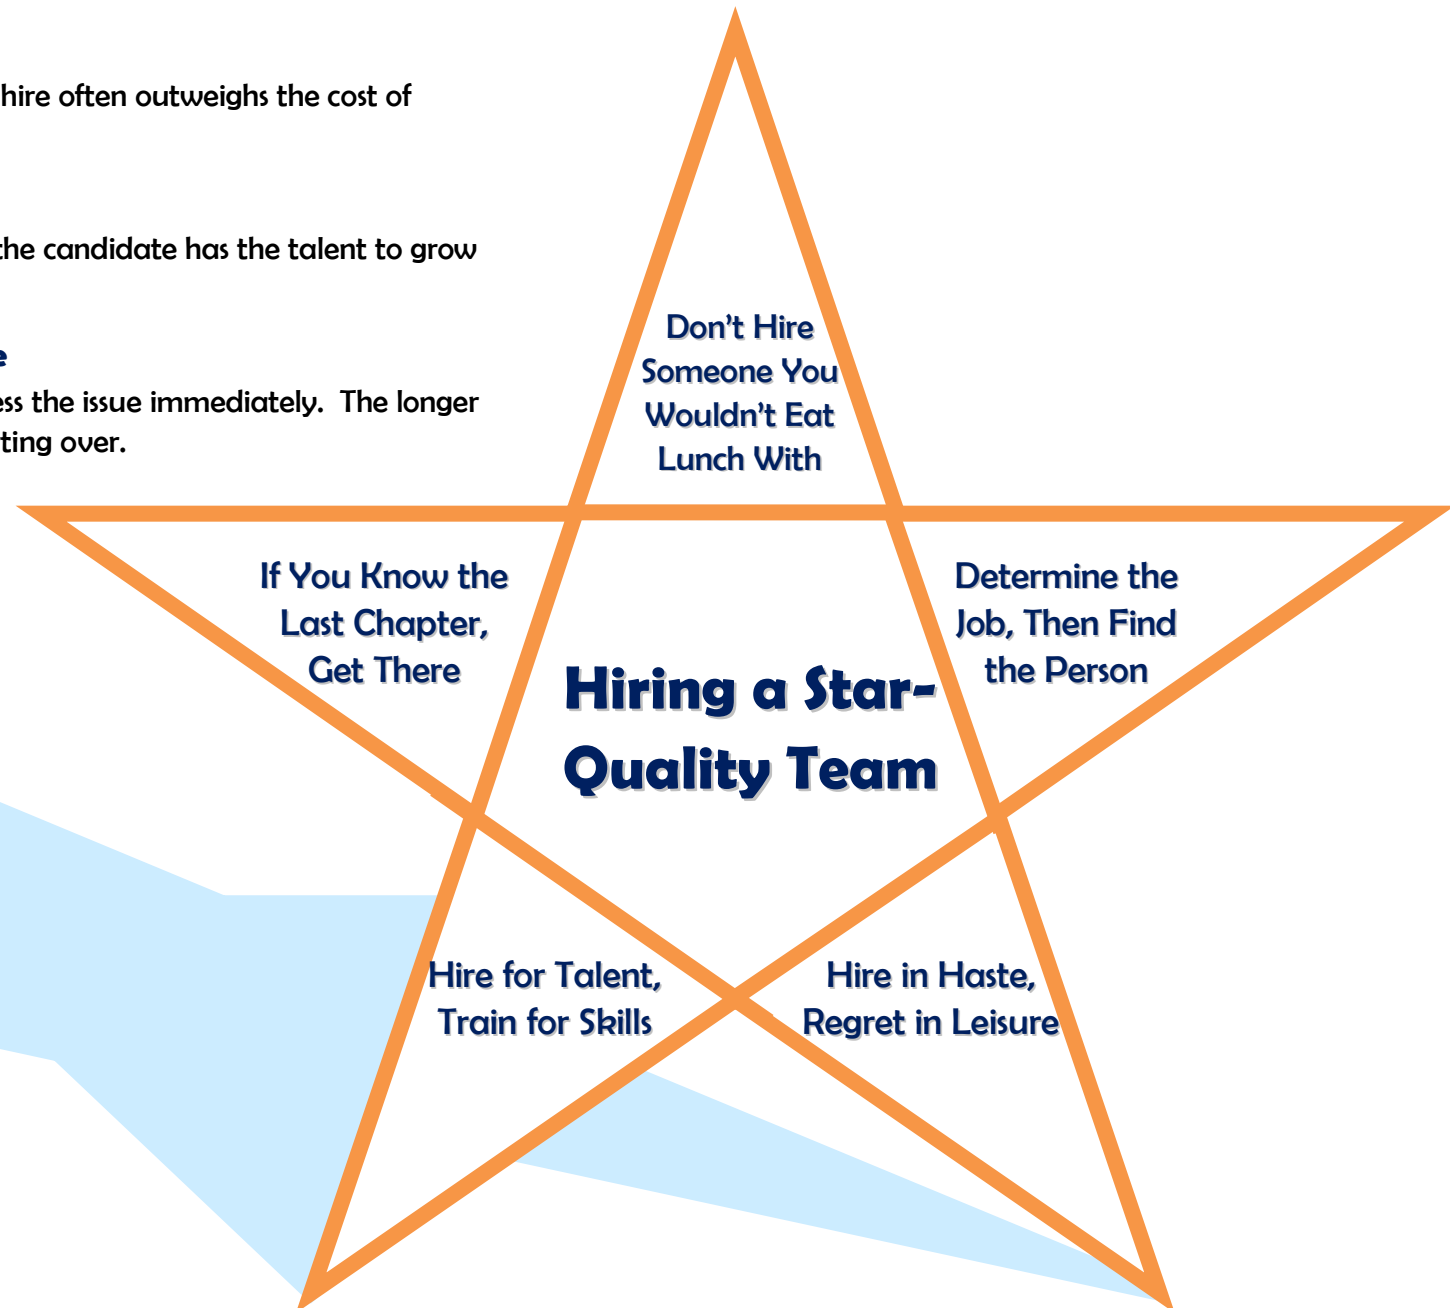 hire often outweighs the cost of
the candidate has the talent to grow
e
ess the issue immediately. The longer
ting over.
Don't Hire
Someone You
Wouldn't Eat
Lunch With
If You Know the
Last Chapter,
Get There
Determine the
Job, Then Find
the Person
Hiring a Star-
Quality Team
Hire for Talent,
Train for Skills
Hire in Haste,
Regret in Leisure